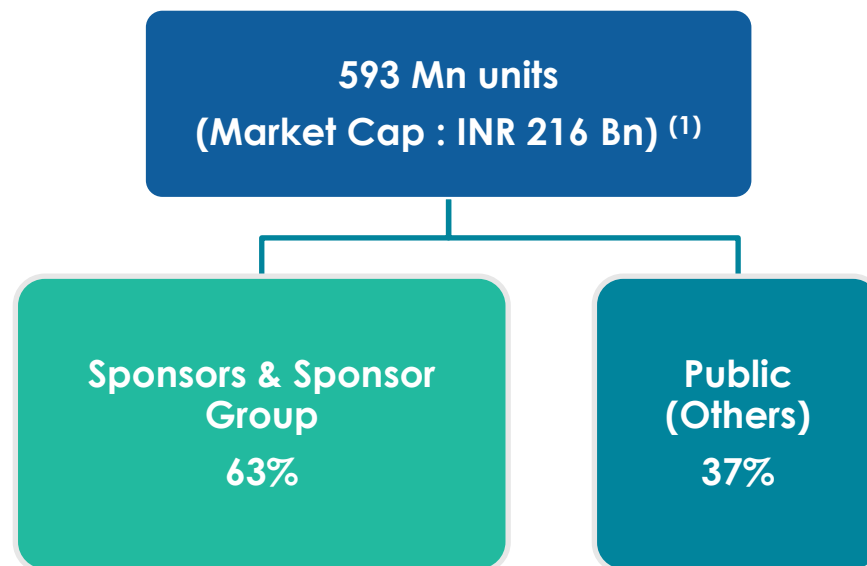 593 Mn units
(Market Cap : INR 216 Bn) (1)
Sponsors & Sponsor
Group
63%
Public
(Others)
37%